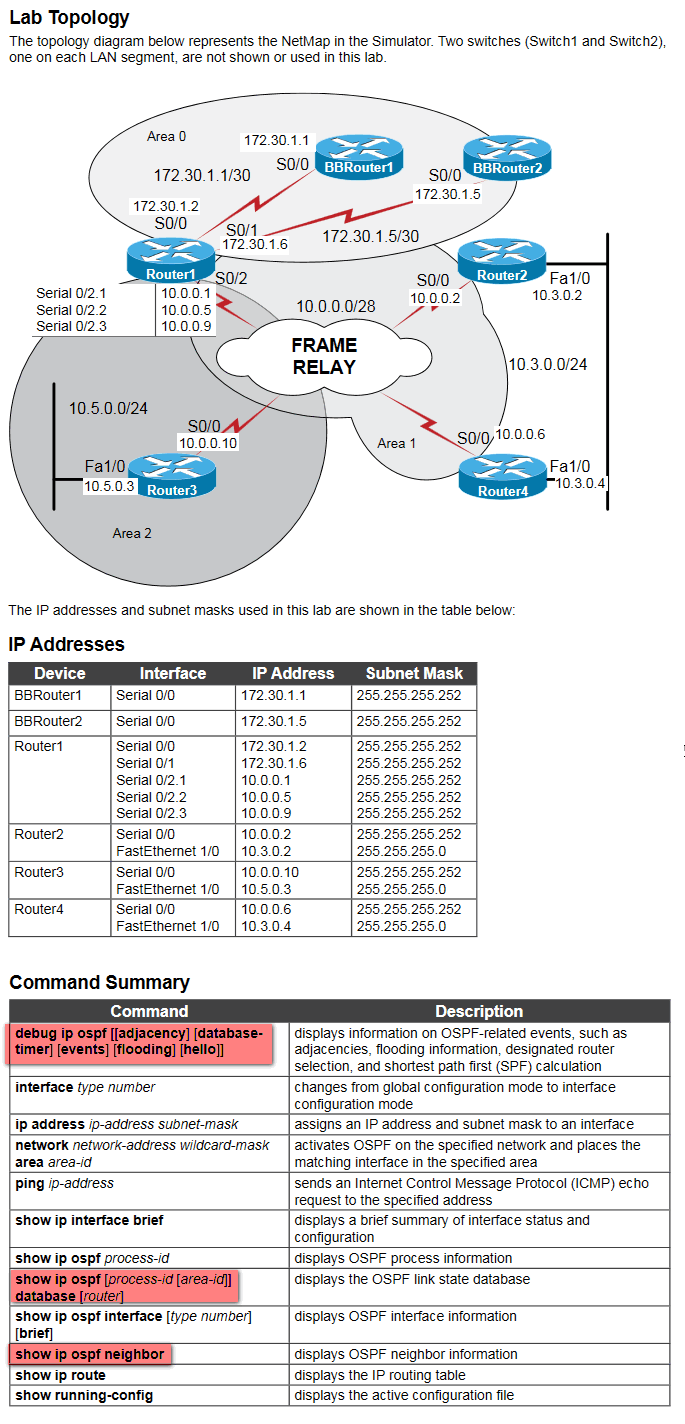 Lab Topology
The topology diagram below represents the NetMap in the Simulator. Two switches (Switch1 and Switch2),
one on each LAN segment, are not shown or used in this lab.
Area 0
172.30.1.1
S0/0
BBRouter1
BBRouter2
172.30.1.1/30
S0/0
172.30.1.5
172.30.1.2
S0/0
S0/1
172.30.1.6
172.30.1.5/30
Router1
S0/2
Router2
S0/0
10.0.0.2
Fa1/0
10.3.0.2
Serial 0/2.1 10.0.0.1
Serial 0/2.2 10.0.0.5
Serial 0/2.3 10.0.0.9
10.0.0.0/28
FRAME
RELAY
10.3.0.0/24
10.5.0.0/24
S0/0
10.0.0.10
Area 1
S0/0
10.0.0.6
Fa1/0
10.5.0.3
Router3
Router4
Fa1/0
10.3.0.4
Area 2
The IP addresses and subnet masks used in this lab are shown in the table below:
IP Addresses
Device Interface IP Address Subnet Mask
BBRouter1 Serial 0/0 172.30.1.1 255.255.255.252
BBRouter2 Serial 0/0 172.30.1.5 255.255.255.252
Router1 Serial 0/0 172.30.1.2 255.255.255.252
Serial 0/1 172.30.1.6 255.255.255.252
Serial 0/2.1 10.0.0.1 255.255.255.252
Serial 0/2.2 10.0.0.5 255.255.255.252
Serial 0/2.3 10.0.0.9 255.255.255.252
Router2 Serial 0/0 10.0.0.2 255.255.255.252
FastEthernet 1/0 10.3.0.2 255.255.255.0
Router3 Serial 0/0 10.0.0.10 255.255.255.252
FastEthernet 1/0 10.5.0.3 255.255.255.0
Router4 Serial 0/0 10.0.0.6 255.255.255.252
FastEthernet 1/0 10.3.0.4 255.255.255.0
Command Summary
Command Description
debug ip ospf [[adjacency] [database-
timer] [events] [flooding] [hello]]
displays information on OSPF-related events, such as
adjacencies, flooding information, designated router
selection, and shortest path first (SPF) calculation
interface type number
changes from global configuration mode to interface
configuration mode
ip address ip-address subnet-mask
assigns an IP address and subnet mask to an interface
network network-address wildcard-mask
area area-id
activates OSPF on the specified network and places the
matching interface in the specified area
ping ip-address
sends an Internet Control Message Protocol (ICMP) echo
request to the specified address
show ip interface brief
displays a brief summary of interface status and
configuration
show ip ospf process-id
displays OSPF process information
show ip ospf [process-id [area-id]]
database [router]
displays the OSPF link state database
show ip ospf interface [type number]
[brief]
displays OSPF interface information
show ip ospf neighbor
displays OSPF neighbor information
show ip route
displays the IP routing table
show running-config
displays the active configuration file